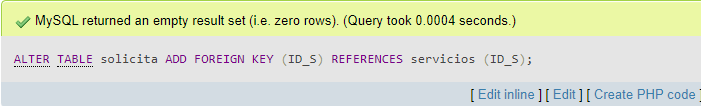 MySQL returned an empty result set (i.e. zero rows). (Query took 0.0004 seconds.)
ALTER TABLE solicita ADD FOREIGN KEY (ID_S) REFERENCES servicios (ID_S);
[ Edit inline ] [ Edit ] [ Create PHP code ]